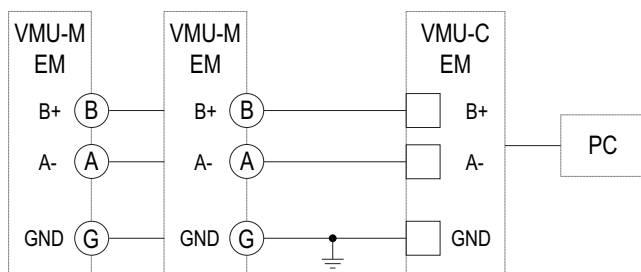 VMU-M VMU-M VMU-C
EM EM EM
B+ B B+ B B+
A- A A- A A- PC
GND G GND G GND